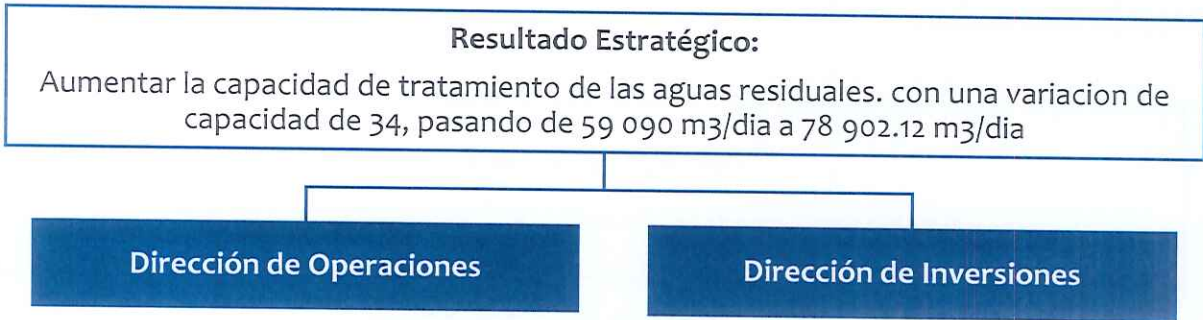 Resultado Estratégico:
Aumentar la capacidad de tratamiento de las aguas residuales. con una variacion de
capacidad de 34, pasando de 59 090 m3/dia a 78 902.12 m3/dia
Dirección de Operaciones
Dirección de Inversiones